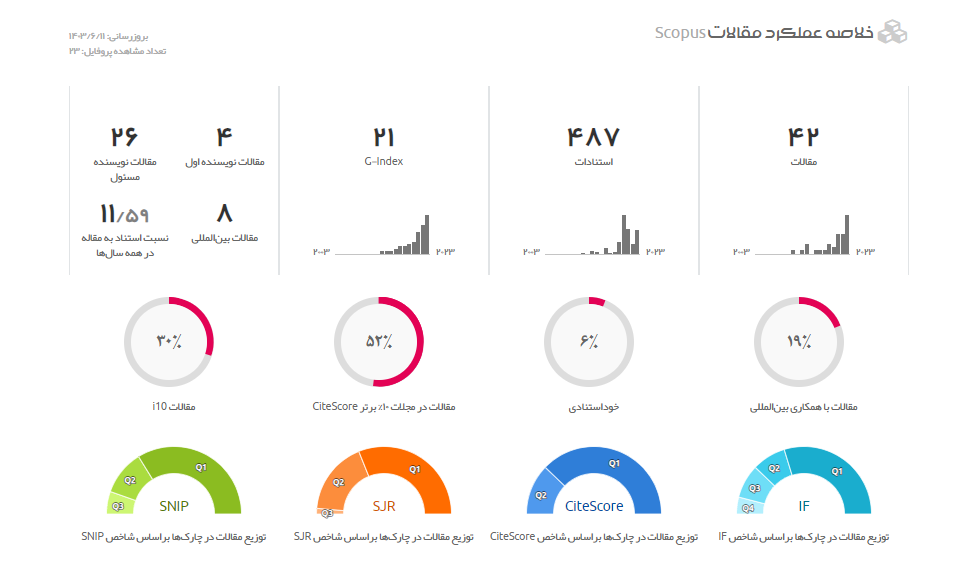 خلاصه عملکرد مقالات Scopus
بروزرسانی: ۱۴۰۳/۶/۱۱
تعداد مشاهده پروفایل: ۲۳
۴۲
مقالات
۲۰۰۳
۲۰۲۳
۴۸۷
استنادات
۲۰۰۳
۲۰۲۳
۲۱
G-Index
۲۰۰۳
۲۰۲۳
۴
مقالات نویسنده اول
۲۶
مقالات نویسنده
مسئول
۸
مقالات بین‌المللی
۱۱/۵۹
نسبت استناد به مقاله
در همه سال‌ها
۱۹%
مقالات با همکاری بین‌المللی
۶%
خوداستنادی
۵۲%
مقالات در مجلات ۱۰٪ برتر CiteScore
۳۰%
مقالات i10
Q1
Q2
Q3
Q4
IF
توزیع مقالات در چارک‌ها براساس شاخص IF
Q1
Q2
CiteScore
توزیع مقالات در چارک‌ها براساس شاخص CiteScore
Q1
Q2
Q3
SJR
توزیع مقالات در چارک‌ها براساس شاخص SJR
Q1
Q2
Q3
SNIP
توزیع مقالات در چارک‌ها براساس شاخص SNIP